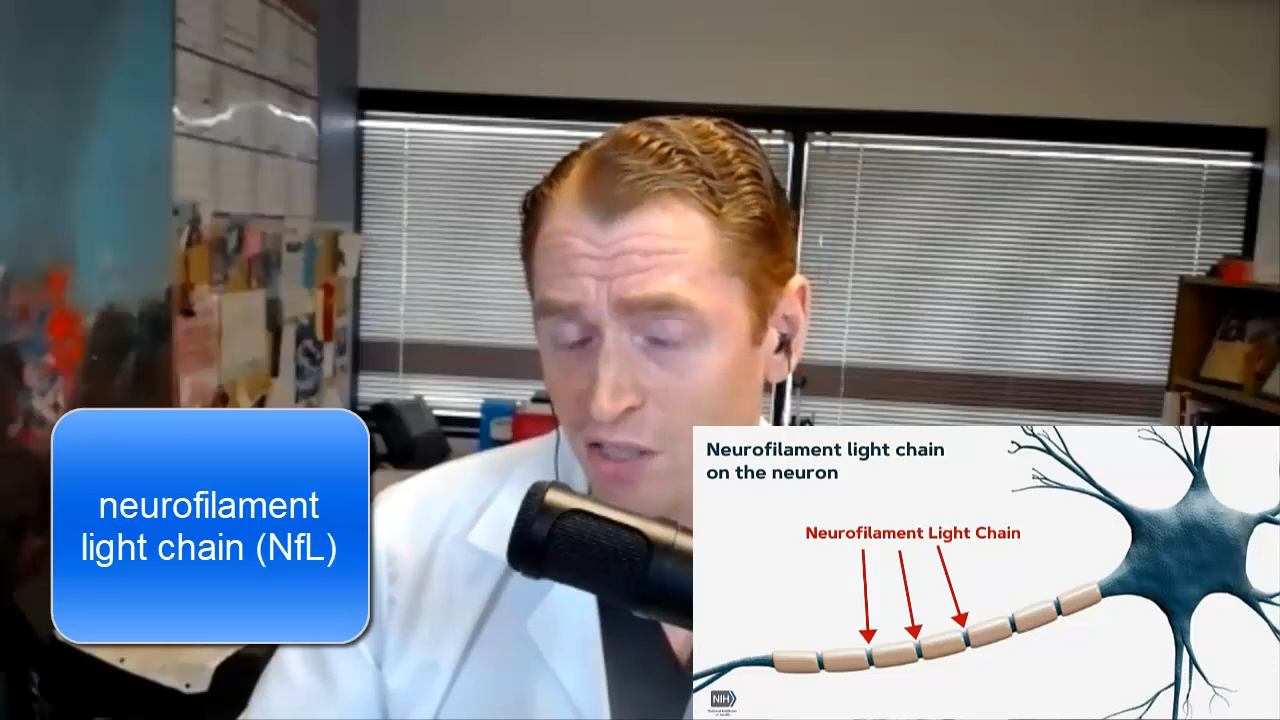 neurofilament
light chain (NfL)
Neurofilament light chain
on the neuron
Neurofilament Light Chain
NIH